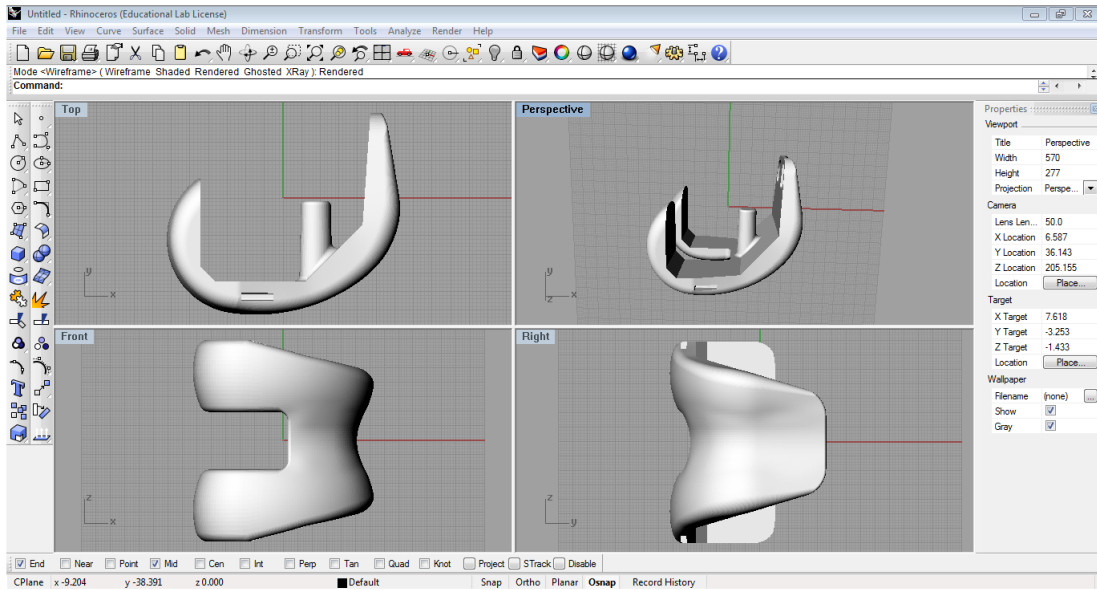 Untitled - Rhinoceros (Educational Lab License)
File Edit View Curve Surface Solid Mesh Dimension Transform Tools Analyze Render Help
Mode <Wireframe> ( Wireframe Shaded Rendered Ghosted XRay ): Rendered
Command:
Top
Perspective
Properties
Viewport
Title Perspective
Width 570
Height 277
Projection Perspe...
Camera
Lens Len... 50.0
X Location 6.587
Y Location 36.143
Z Location 205.155
Location Place...
Target
X Target 7.618
Y Target -3.253
Z Target -1.433
Location Place...
Wallpaper
Filename (none) ...
Show
Gray
y
x
y
z x
Front
Right
z
x
z
y
End Near Point Mid Cen Int Perp Tan Quad Knot Project STrack Disable
CPlane x -9.204 y -38.391 z 0.000 Default Snap Ortho Planar Osnap Record History